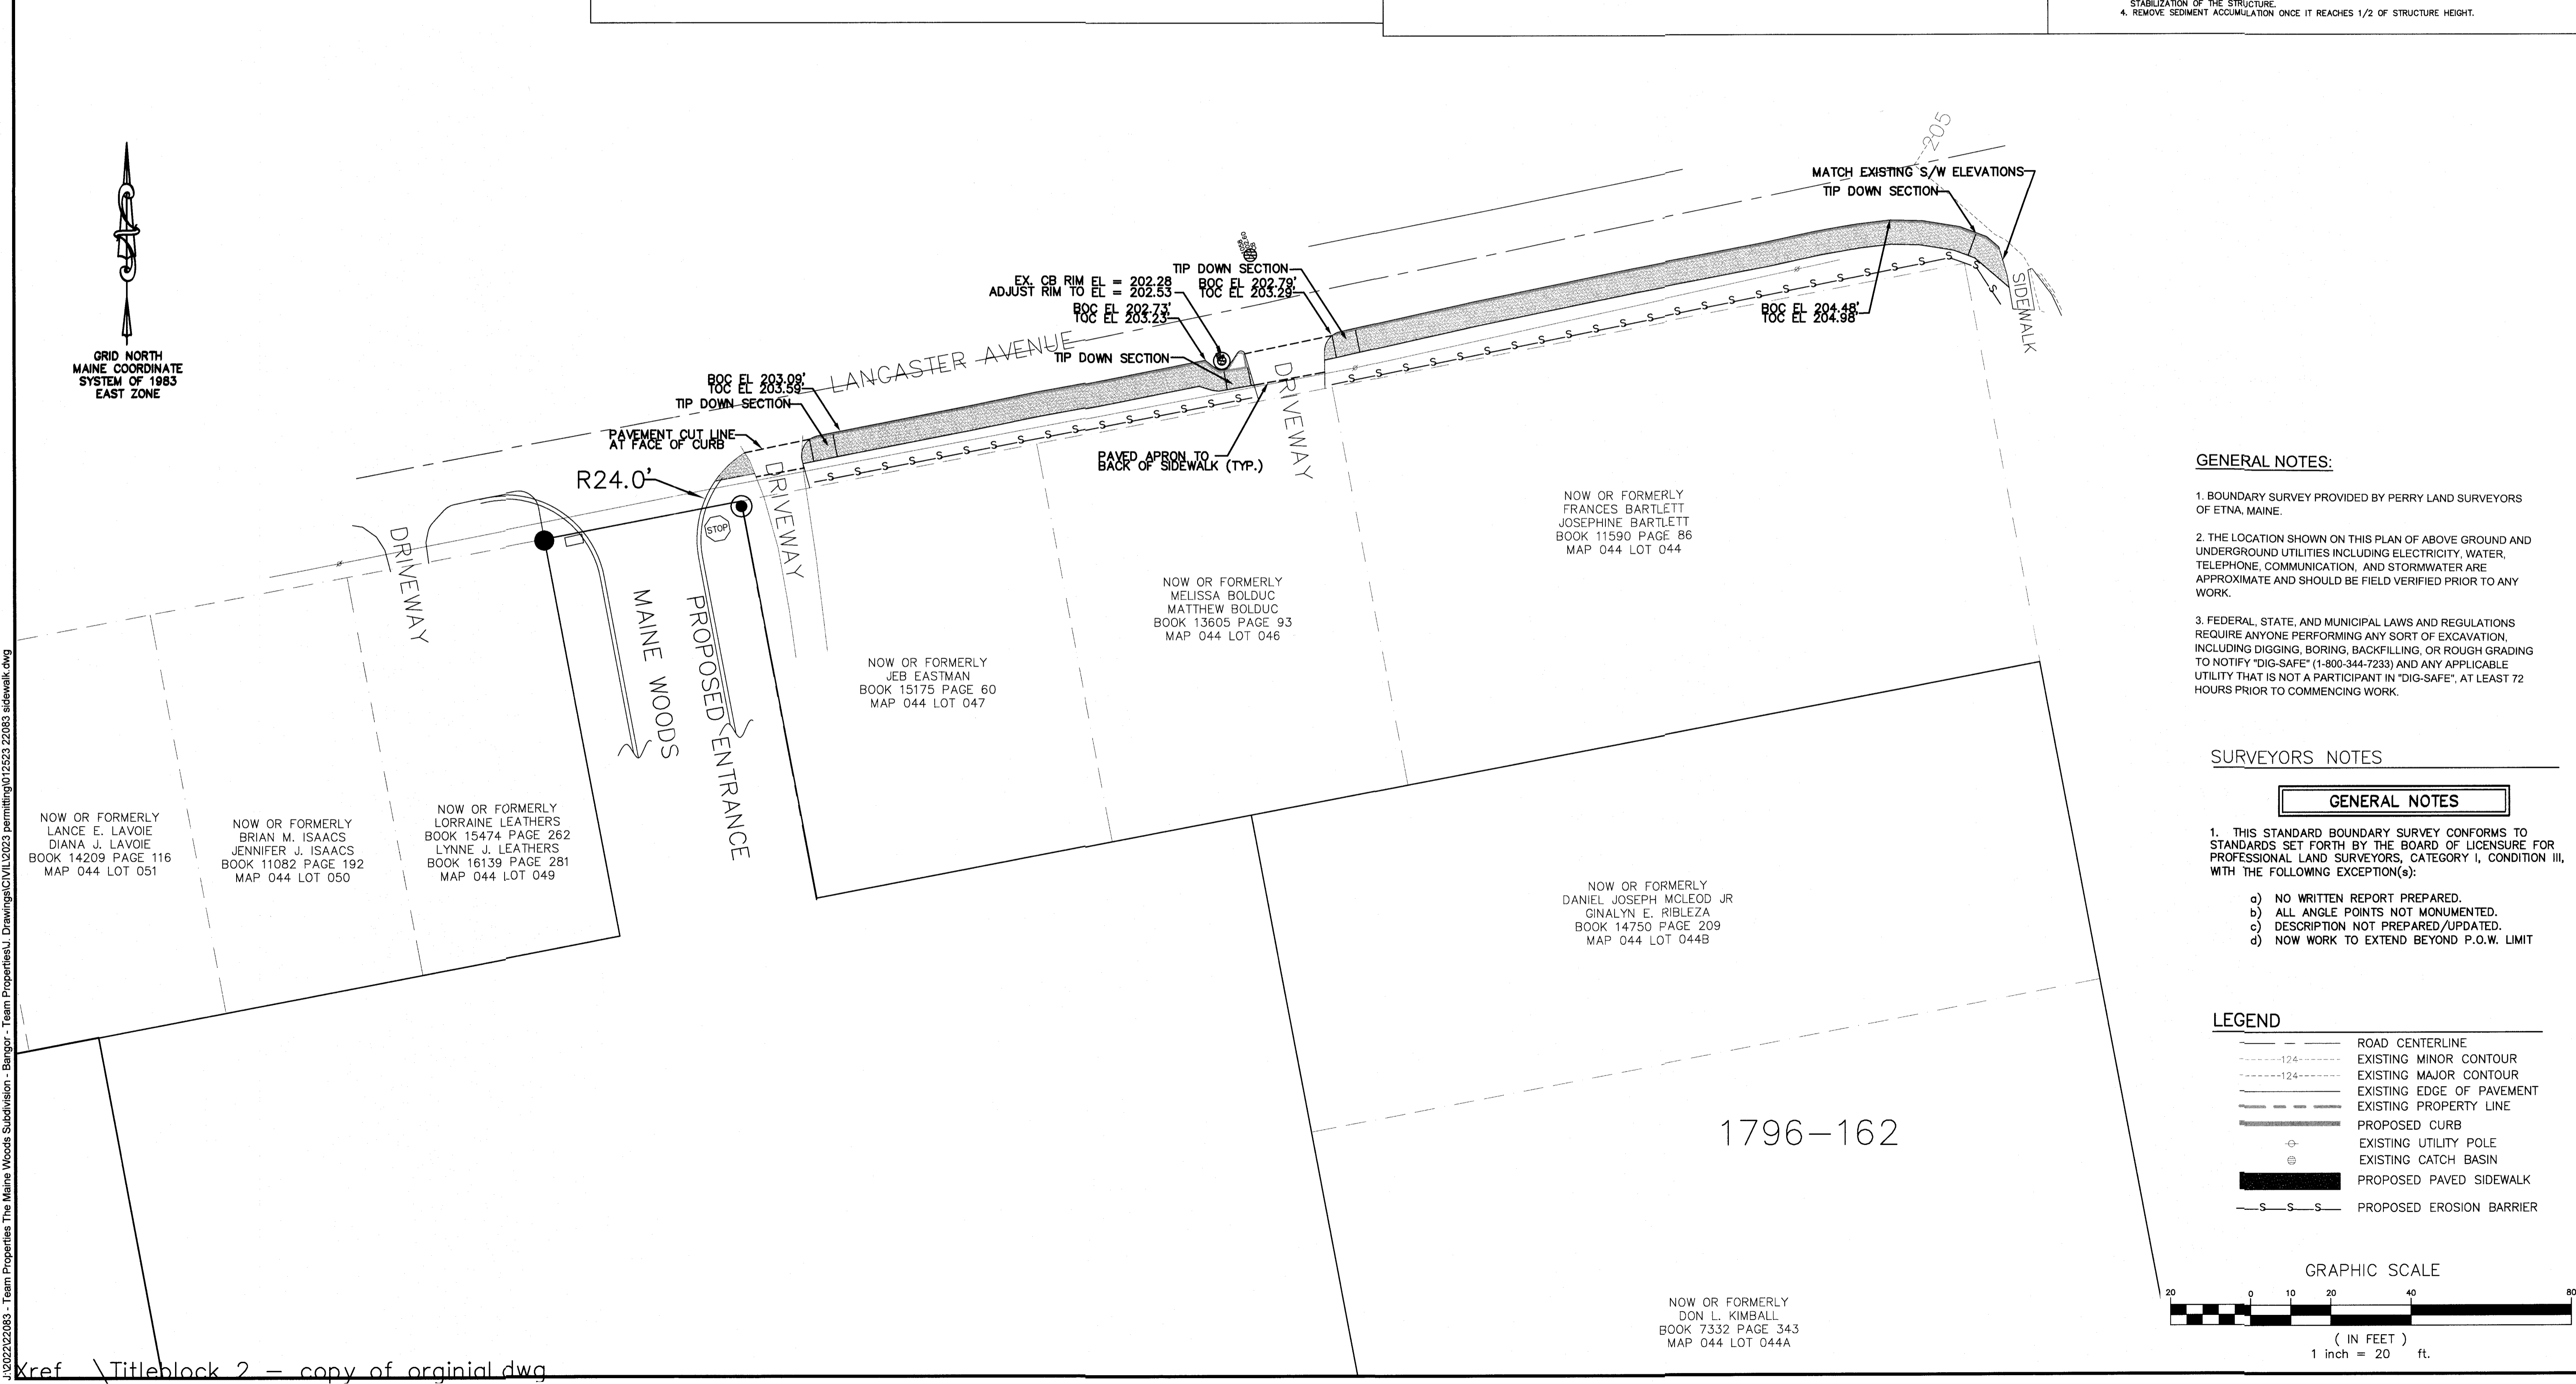 STABILIZATION OF THE STRUCTURE.
4. REMOVE SEDIMENT ACCUMULATION ONCE IT REACHES 1/2 OF STRUCTURE HEIGHT.
GRID NORTH
MAINE COORDINATE
SYSTEM OF 1983
EAST ZONE
205
MATCH EXISTING S/W ELEVATIONS
TIP DOWN SECTION
TIP DOWN SECTION
EX. CB RIM EL = 202.28
ADJUST RIM TO EL = 202.53
BOC EL 202.79'
TOC EL 203.29'
BOC EL 202.73'
TOC EL 203.23'
BOC EL 204.48'
TOC EL 204.98'
SIDEWALK
LANCASTER AVENUE
TIP DOWN SECTION
BOC EL 203.09'
TOC EL 203.59'
TIP DOWN SECTION
PAVEMENT CUT LINE
AT FACE OF CURB
PAVED APRON TO
BACK OF SIDEWALK (TYP.)
DRIVEWAY
R24.0'
DRIVEWAY
STOP
DRIVEWAY
MAINE WOODS
PROPOSED ENTRANCE
NOW OR FORMERLY
FRANCES BARTLETT
JOSEPHINE BARTLETT
BOOK 11590 PAGE 86
MAP 044 LOT 044
NOW OR FORMERLY
MELISSA BOLDUC
MATTHEW BOLDUC
BOOK 13605 PAGE 93
MAP 044 LOT 046
NOW OR FORMERLY
JEB EASTMAN
BOOK 15175 PAGE 60
MAP 044 LOT 047
NOW OR FORMERLY
LANCE E. LAVOIE
DIANA J. LAVOIE
BOOK 14209 PAGE 116
MAP 044 LOT 051
NOW OR FORMERLY
BRIAN M. ISAACS
JENNIFER J. ISAACS
BOOK 11082 PAGE 192
MAP 044 LOT 050
NOW OR FORMERLY
LORRAINE LEATHERS
BOOK 15474 PAGE 262
LYNNE J. LEATHERS
BOOK 16139 PAGE 281
MAP 044 LOT 049
NOW OR FORMERLY
DANIEL JOSEPH MCLEOD JR
GINALYN E. RIBLEZA
BOOK 14750 PAGE 209
MAP 044 LOT 044B
1796-162
NOW OR FORMERLY
DON L. KIMBALL
BOOK 7332 PAGE 343
MAP 044 LOT 044A
GENERAL NOTES:
1. BOUNDARY SURVEY PROVIDED BY PERRY LAND SURVEYORS
OF ETNA, MAINE.
2. THE LOCATION SHOWN ON THIS PLAN OF ABOVE GROUND AND
UNDERGROUND UTILITIES INCLUDING ELECTRICITY, WATER,
TELEPHONE, COMMUNICATION, AND STORMWATER ARE
APPROXIMATE AND SHOULD BE FIELD VERIFIED PRIOR TO ANY
WORK.
3. FEDERAL, STATE, AND MUNICIPAL LAWS AND REGULATIONS
REQUIRE ANYONE PERFORMING ANY SORT OF EXCAVATION,
INCLUDING DIGGING, BORING, BACKFILLING, OR ROUGH GRADING
TO NOTIFY "DIG-SAFE" (1-800-344-7233) AND ANY APPLICABLE
UTILITY THAT IS NOT A PARTICIPANT IN "DIG-SAFE", AT LEAST 72
HOURS PRIOR TO COMMENCING WORK.
SURVEYORS NOTES
GENERAL NOTES
1. THIS STANDARD BOUNDARY SURVEY CONFORMS TO
STANDARDS SET FORTH BY THE BOARD OF LICENSURE FOR
PROFESSIONAL LAND SURVEYORS, CATEGORY I, CONDITION III,
WITH THE FOLLOWING EXCEPTION(s):
a) NO WRITTEN REPORT PREPARED.
b) ALL ANGLE POINTS NOT MONUMENTED.
c) DESCRIPTION NOT PREPARED/UPDATED.
d) NOW WORK TO EXTEND BEYOND P.O.W. LIMIT
LEGEND
ROAD CENTERLINE
124 EXISTING MINOR CONTOUR
124 EXISTING MAJOR CONTOUR
EXISTING EDGE OF PAVEMENT
EXISTING PROPERTY LINE
PROPOSED CURB
EXISTING UTILITY POLE
EXISTING CATCH BASIN
PROPOSED PAVED SIDEWALK
S S S PROPOSED EROSION BARRIER
GRAPHIC SCALE
20 0 10 20 40 80
( IN FEET )
1 inch = 20 ft.
J:\2022\22083 - Team Properties The Maine Woods Subdivision - Bangor - Team Properties\J. Drawings\CIVIL\2023 permitting\012523 22083 sidewalk.dwg
Xref .\Titleblock 2 - copy of orginial.dwg